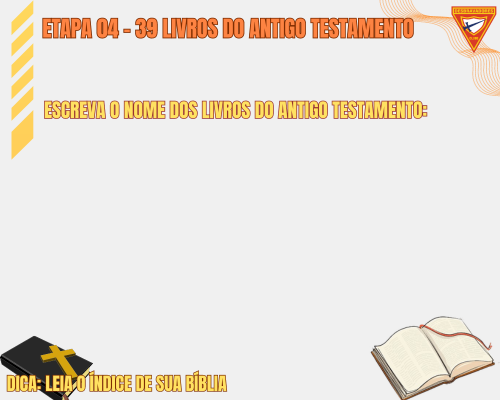 ETAPA 04 - 39 LIVROS DO ANTIGO TESTAMENTO
ESCREVA O NOME DOS LIVROS DO ANTIGO TESTAMENTO:
DICA: LEIA O ÍNDICE DE SUA BÍBLIA